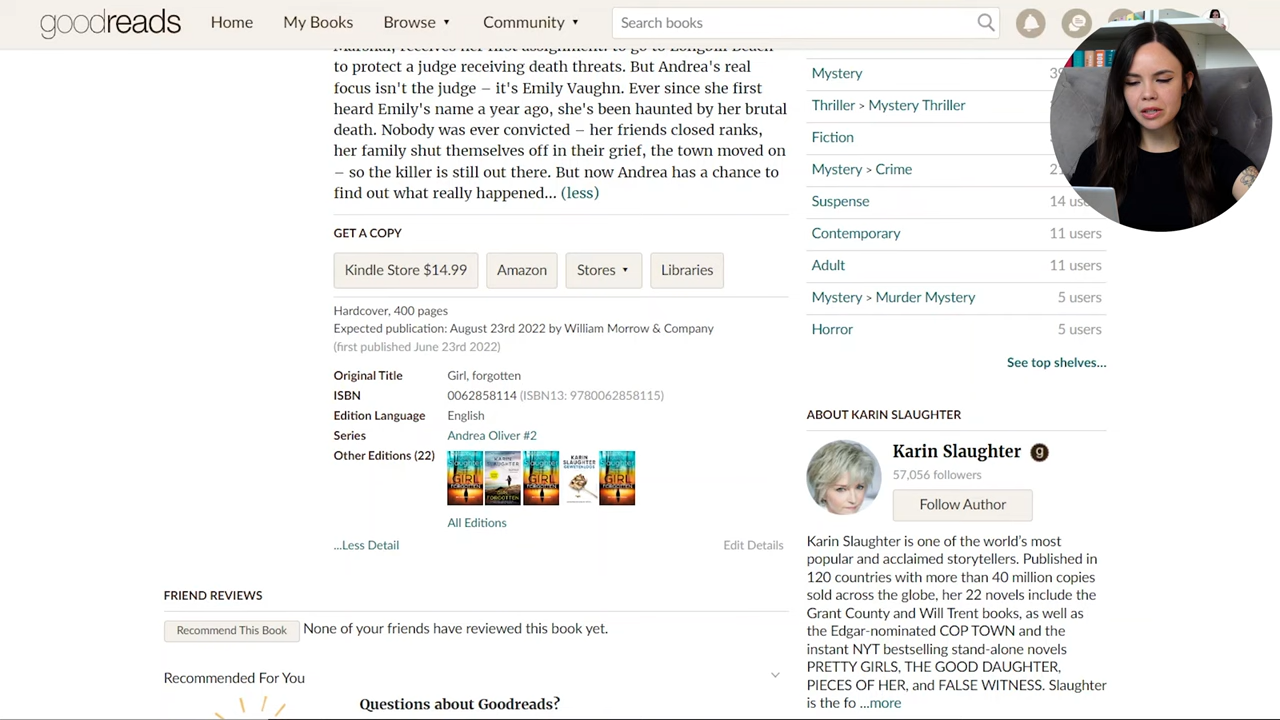 goodreads
Home
My Books
Browse ▾
Community ▾
Search books
to protect a judge receiving death threats. But Andrea's real
focus isn't the judge – it's Emily Vaughn. Ever since she first
heard Emily's name a year ago, she's been haunted by her brutal
death. Nobody was ever convicted – her friends closed ranks,
her family shut themselves off in their grief, the town moved on
– so the killer is still out there. But now Andrea has a chance to
find out what really happened... (less)
GET A COPY
Kindle Store $14.99
Amazon
Stores ▾
Libraries
Hardcover, 400 pages
Expected publication: August 23rd 2022 by William Morrow & Company
(first published June 23rd 2022)
Original Title Girl, forgotten
ISBN 0062858114 (ISBN13: 9780062858115)
Edition Language English
Series Andrea Oliver #2
Other Editions (22)
All Editions
...Less Detail
Edit Details
FRIEND REVIEWS
Recommend This Book None of your friends have reviewed this book yet.
Recommended For You
Questions about Goodreads?
Mystery
Thriller > Mystery Thriller
Fiction
Mystery > Crime
Suspense 14
Contemporary 11 users
Adult 11 users
Mystery > Murder Mystery 5 users
Horror 5 users
See top shelves...
ABOUT KARIN SLAUGHTER
Karin Slaughter g
57,056 followers
Follow Author
Karin Slaughter is one of the world's most
popular and acclaimed storytellers. Published in
120 countries with more than 40 million copies
sold across the globe, her 22 novels include the
Grant County and Will Trent books, as well as
the Edgar-nominated COP TOWN and the
instant NYT bestselling stand-alone novels
PRETTY GIRLS, THE GOOD DAUGHTER,
PIECES OF HER, and FALSE WITNESS. Slaughter
is the fo ...more